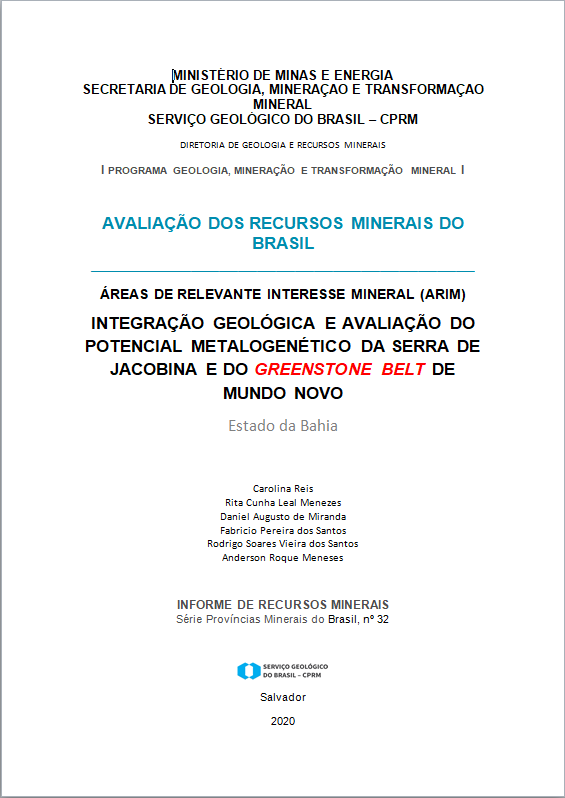 MINISTÉRIO DE MINAS E ENERGIA
SECRETARIA DE GEOLOGIA, MINERAÇAO E TRANSFORMAÇAO
MINERAL
SERVIÇO GEOLÓGICO DO BRASIL – CPRM
DIRETORIA DE GEOLOGIA E RECURSOS MINERAIS
I PROGRAMA GEOLOGIA, MINERAÇÃO E TRANSFORMAÇÃO MINERAL I
AVALIAÇÃO DOS RECURSOS MINERAIS DO
BRASIL
ÁREAS DE RELEVANTE INTERESSE MINERAL (ARIM)
INTEGRAÇÃO GEOLÓGICA E AVALIAÇÃO DO
POTENCIAL METALOGENÉTICO DA SERRA DE
JACOBINA E DO GREENSTONE BELT DE
MUNDO NOVO
Estado da Bahia
Carolina Reis
Rita Cunha Leal Menezes
Daniel Augusto de Miranda
Fabricio Pereira dos Santos
Rodrigo Soares Vieira dos Santos
Anderson Roque Meneses
INFORME DE RECURSOS MINERAIS
Série Províncias Minerais do Brasil, nº 32
SERVIÇO GEOLÓGICO
DO BRASIL – CPRM
Salvador
2020